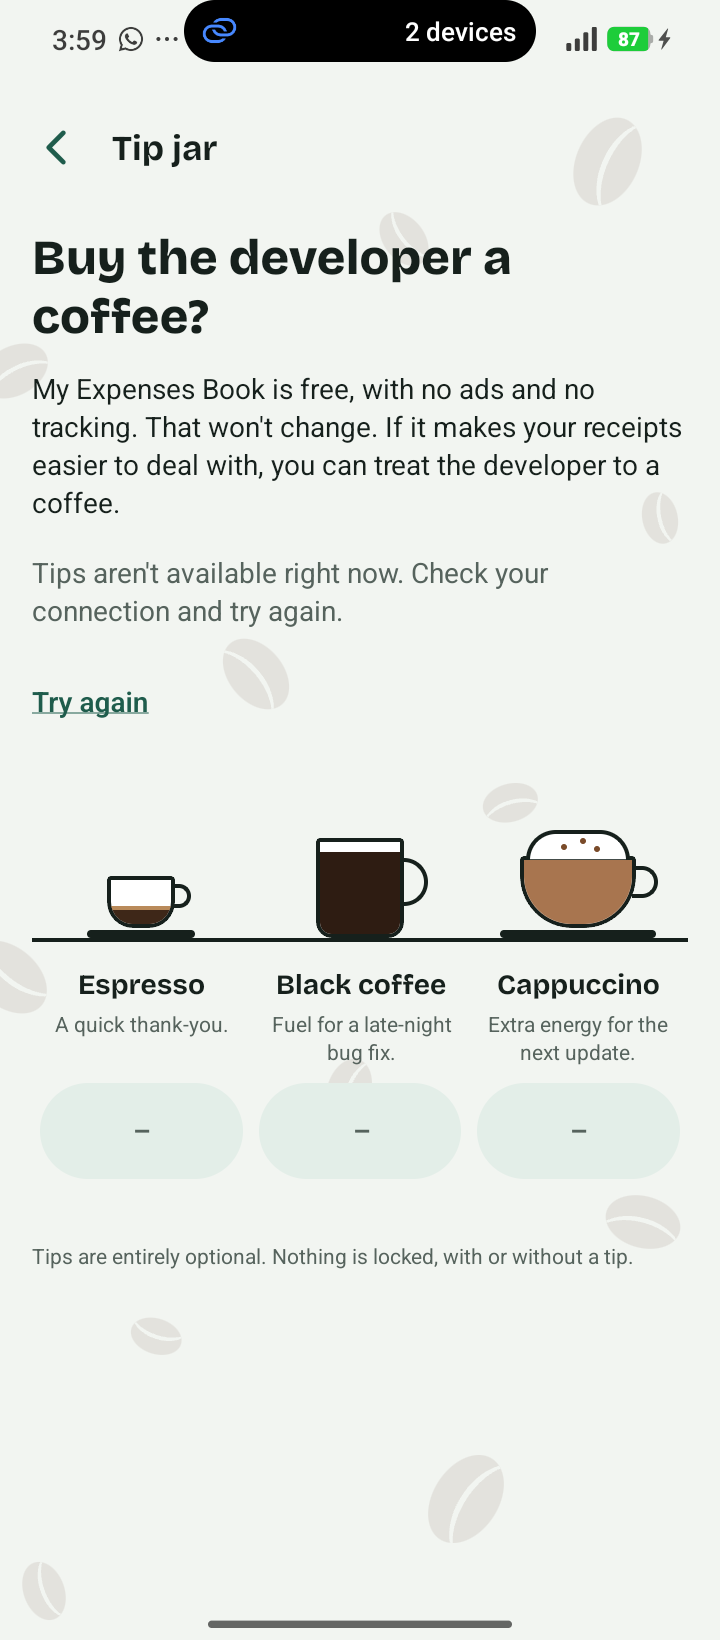 3:59 ... 2 devices 87
Tip jar
Buy the developer a
coffee?
My Expenses Book is free, with no ads and no
tracking. That won't change. If it makes your receipts
easier to deal with, you can treat the developer to a
coffee.
Tips aren't available right now. Check your
connection and try again.
Try again
Espresso Black coffee Cappuccino
A quick thank-you. Fuel for a late-night Extra energy for the
bug fix. next update.
– – –
Tips are entirely optional. Nothing is locked, with or without a tip.